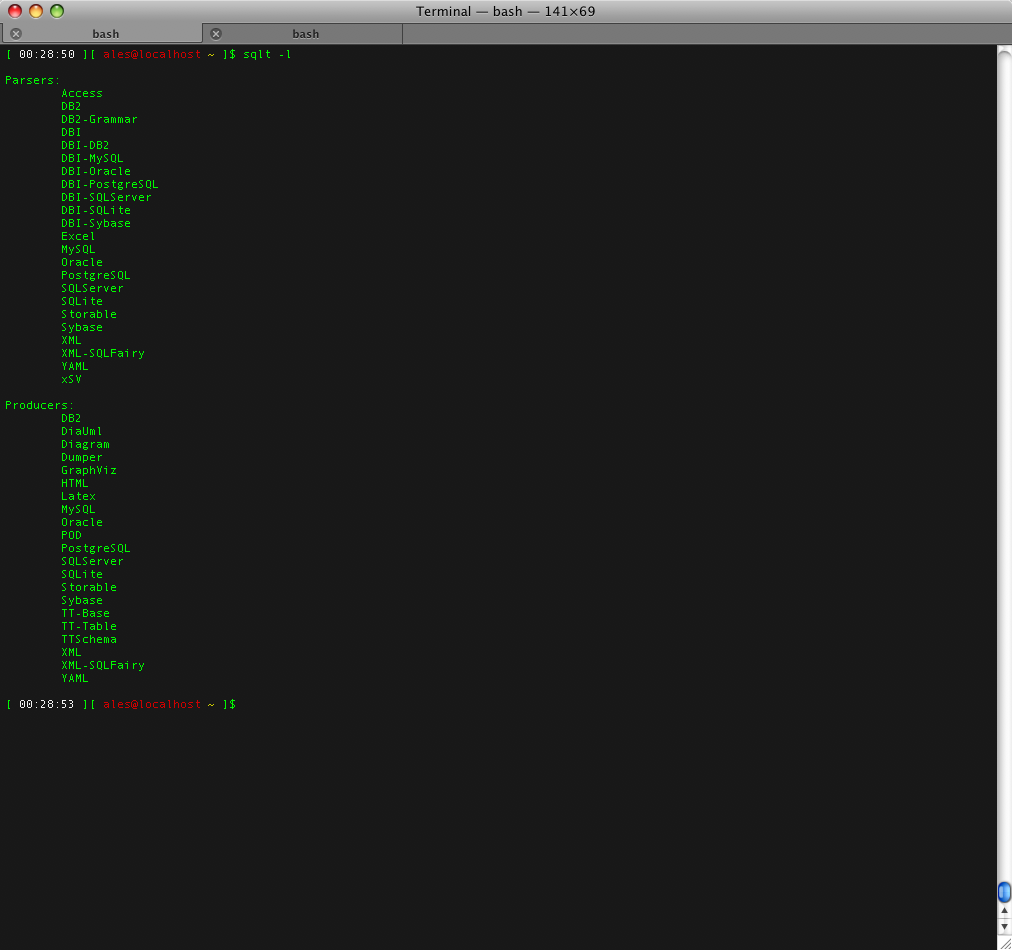 Terminal — bash — 141×69
bash bash
[ 00:28:50 ][ ales@localhost ~ ]$ sqlt -l
Parsers:
Access
DB2
DB2-Grammar
DBI
DBI-DB2
DBI-MySQL
DBI-Oracle
DBI-PostgreSQL
DBI-SQLServer
DBI-SQLite
DBI-Sybase
Excel
MySQL
Oracle
PostgreSQL
SQLServer
SQLite
Storable
Sybase
XML
XML-SQLFairy
YAML
xSV
Producers:
DB2
DiaUml
Diagram
Dumper
GraphViz
HTML
Latex
MySQL
Oracle
POD
PostgreSQL
SQLServer
SQLite
Storable
Sybase
TT-Base
TT-Table
TTSchema
XML
XML-SQLFairy
YAML
[ 00:28:53 ][ ales@localhost ~ ]$